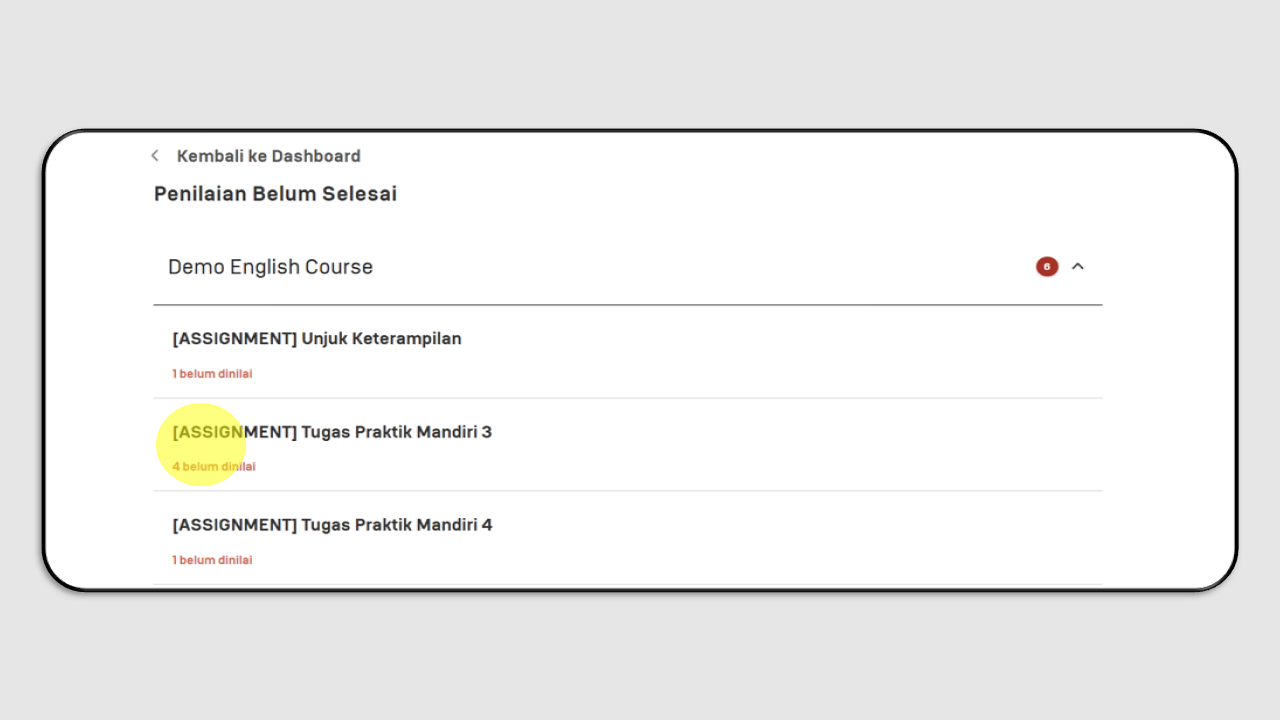 Kembali ke Dashboard
Penilaian Belum Selesai
Demo English Course 6
[ASSIGNMENT] Unjuk Keterampilan
1 belum dinilai
[ASSIGNMENT] Tugas Praktik Mandiri 3
4 belum dinilai
[ASSIGNMENT] Tugas Praktik Mandiri 4
1 belum dinilai